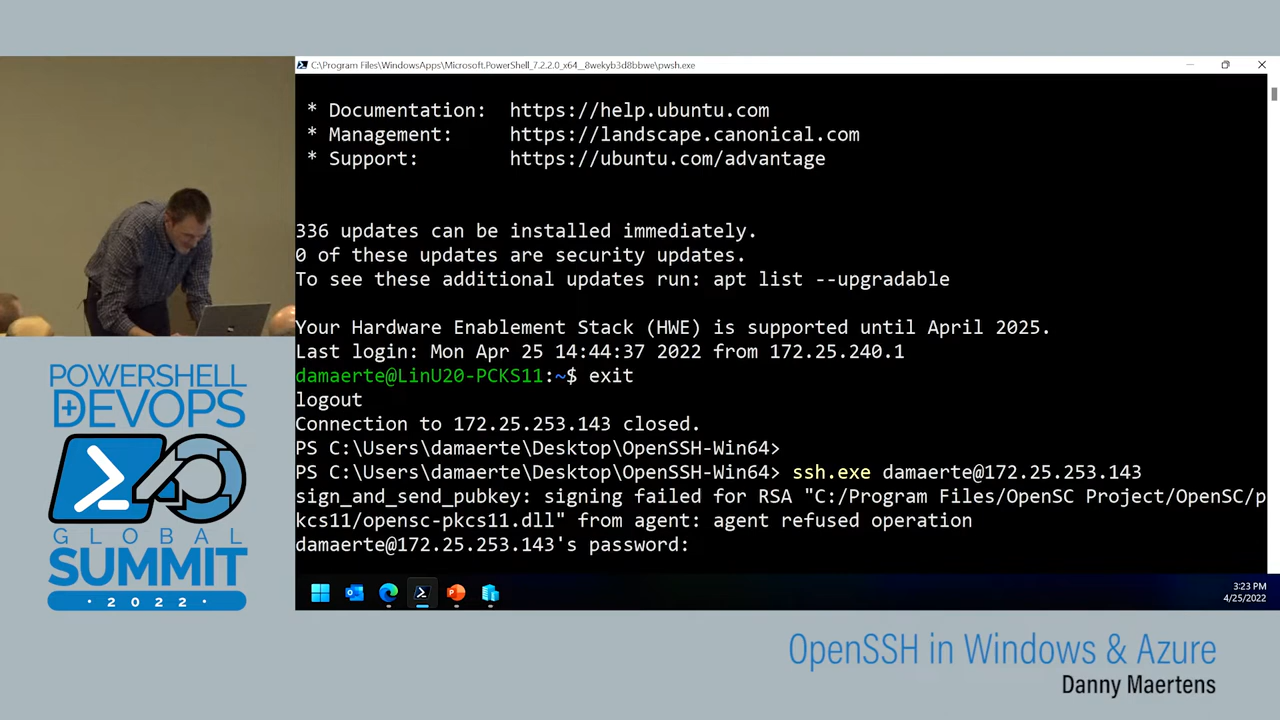 C:\Program Files\WindowsApps\Microsoft.PowerShell_7.2.2.0_x64__8wekyb3d8bbwe\pwsh.exe
* Documentation: https://help.ubuntu.com
* Management: https://landscape.canonical.com
* Support: https://ubuntu.com/advantage
336 updates can be installed immediately.
0 of these updates are security updates.
To see these additional updates run: apt list --upgradable
Your Hardware Enablement Stack (HWE) is supported until April 2025.
Last login: Mon Apr 25 14:44:37 2022 from 172.25.240.1
damaerte@LinU20-PCKS11:~$ exit
logout
Connection to 172.25.253.143 closed.
PS C:\Users\damaerte\Desktop\OpenSSH-Win64>
PS C:\Users\damaerte\Desktop\OpenSSH-Win64> ssh.exe damaerte@172.25.253.143
sign_and_send_pubkey: signing failed for RSA "C:/Program Files/OpenSC Project/OpenSC/p
kcs11/opensc-pkcs11.dll" from agent: agent refused operation
damaerte@172.25.253.143's password:
3:23 PM
4/25/2022
POWERSHELL
DEVOPS
GLOBAL
SUMMIT
· 2022 ·
OpenSSH in Windows & Azure
Danny Maertens